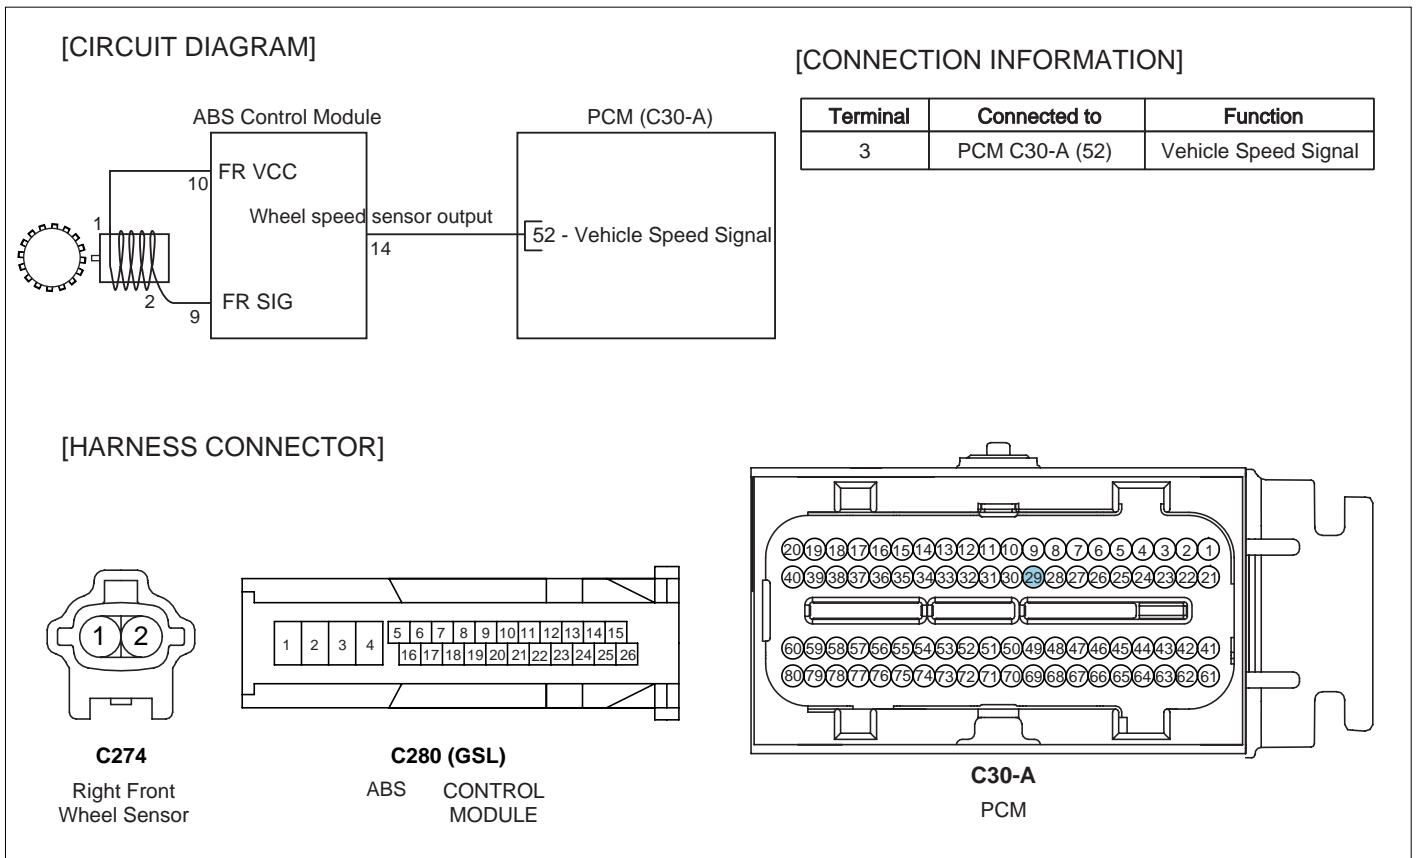 [CIRCUIT DIAGRAM]
[CONNECTION INFORMATION]
Terminal Connected to Function
3 PCM C30-A (52) Vehicle Speed Signal
ABS Control Module
PCM (C30-A)
10
FR VCC
1
Wheel speed sensor output
14
52 - Vehicle Speed Signal
2
9
FR SIG
[HARNESS CONNECTOR]
1 2
C274
Right Front
Wheel Sensor
1 2 3 4
5 6 7 8 9 10 11 12 13 14 15
16 17 18 19 20 21 22 23 24 25 26
C280 (GSL)
ABS CONTROL
MODULE
20 19 18 17 16 15 14 13 12 11 10 9 8 7 6 5 4 3 2 1
40 39 38 37 36 35 34 33 32 31 30 29 28 27 26 25 24 23 22 21
60 59 58 57 56 55 54 53 52 51 50 49 48 47 46 45 44 43 42 41
80 79 78 77 76 75 74 73 72 71 70 69 68 67 66 65 64 63 62 61
C30-A
PCM